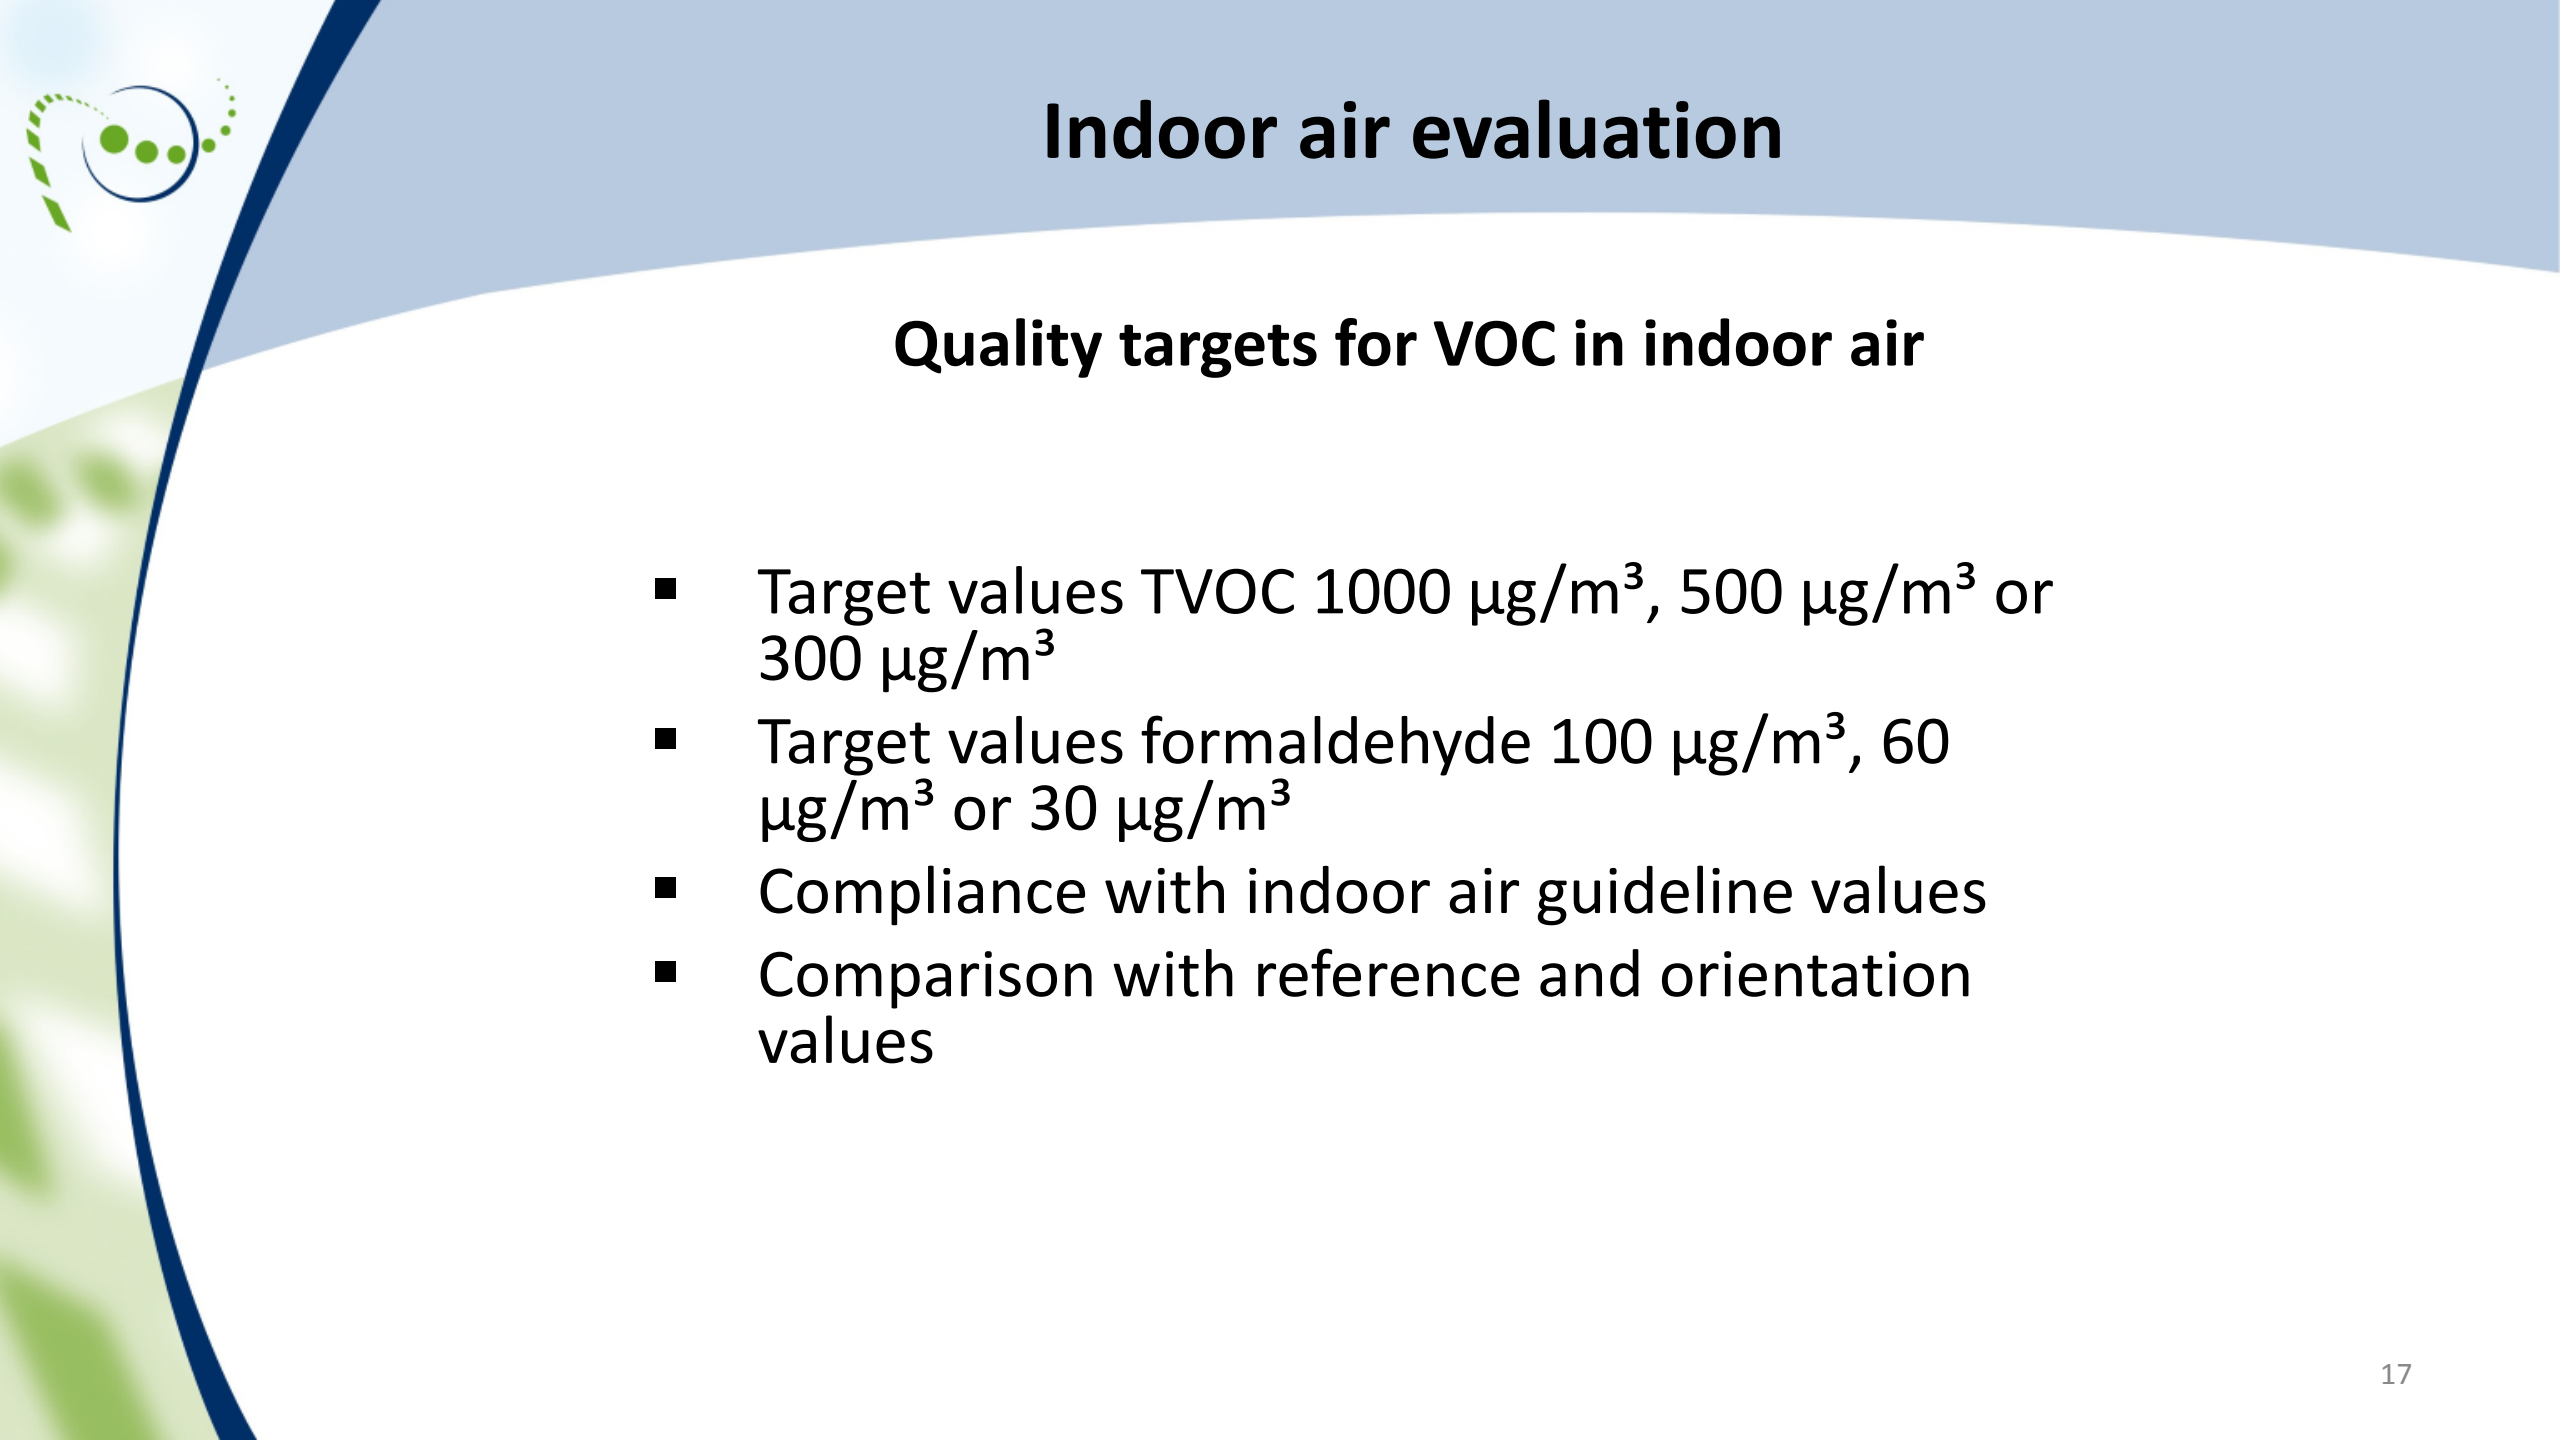 Indoor air evaluation
Quality targets for VOC in indoor air
▪ Target values TVOC 1000 µg/m³, 500 µg/m³ or
300 µg/m³
▪ Target values formaldehyde 100 µg/m³, 60
µg/m³ or 30 µg/m³
▪ Compliance with indoor air guideline values
▪ Comparison with reference and orientation
values
17